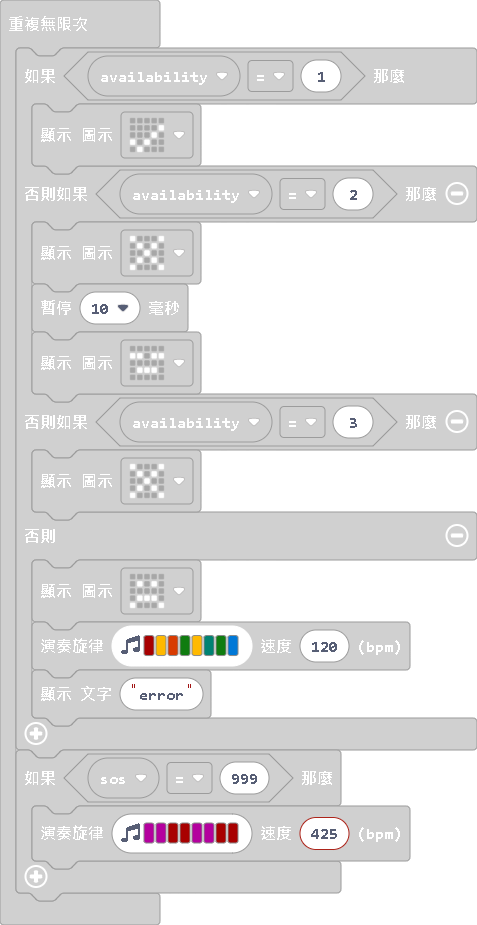 重複無限次
如果 availability = 1 那麼
顯示 圖示
否則如果 availability = 2 那麼
顯示 圖示
暫停 10 毫秒
顯示 圖示
否則如果 availability = 3 那麼
顯示 圖示
否則
顯示 圖示
演奏旋律 速度 120 (bpm)
顯示 文字 "error"
如果 sos = 999 那麼
演奏旋律 速度 425 (bpm)